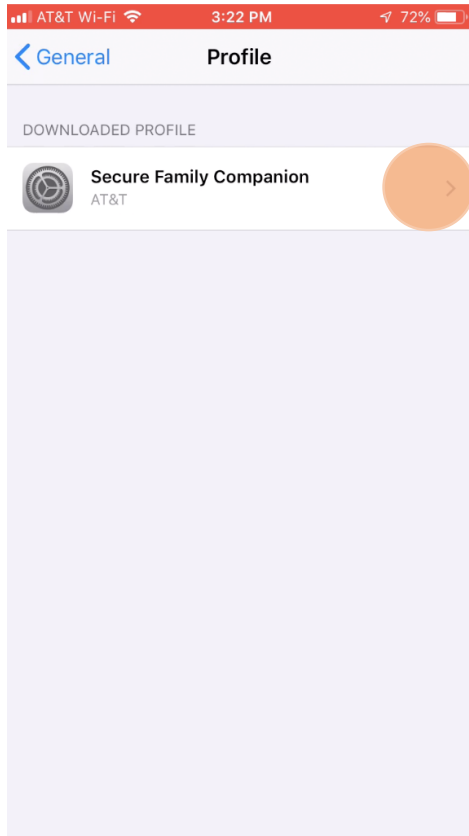 AT&T Wi-Fi 3:22 PM 72%
General Profile
DOWNLOADED PROFILE
Secure Family Companion
AT&T